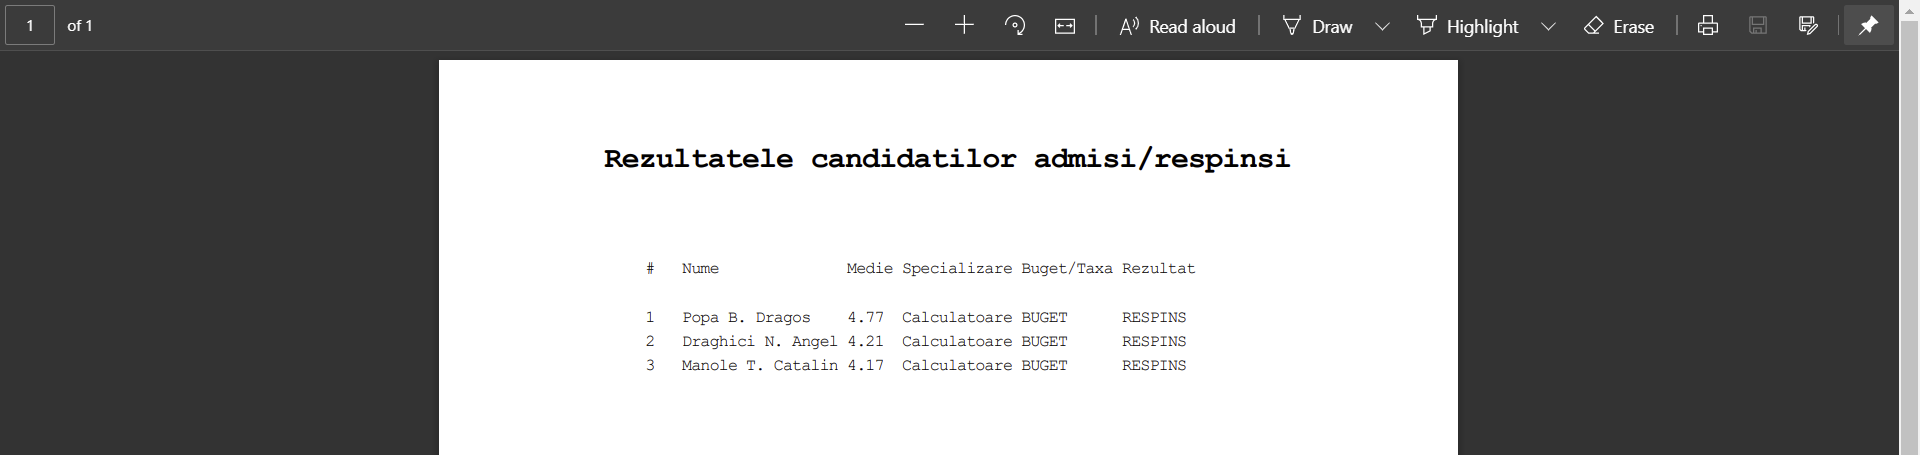 1 of 1 Read aloud Draw Highlight Erase
Rezultatele candidatilor admisi/respinsi
# Nume Medie Specializare Buget/Taxa Rezultat
1 Popa B. Dragos 4.77 Calculatoare BUGET RESPINS
2 Draghici N. Angel 4.21 Calculatoare BUGET RESPINS
3 Manole T. Catalin 4.17 Calculatoare BUGET RESPINS